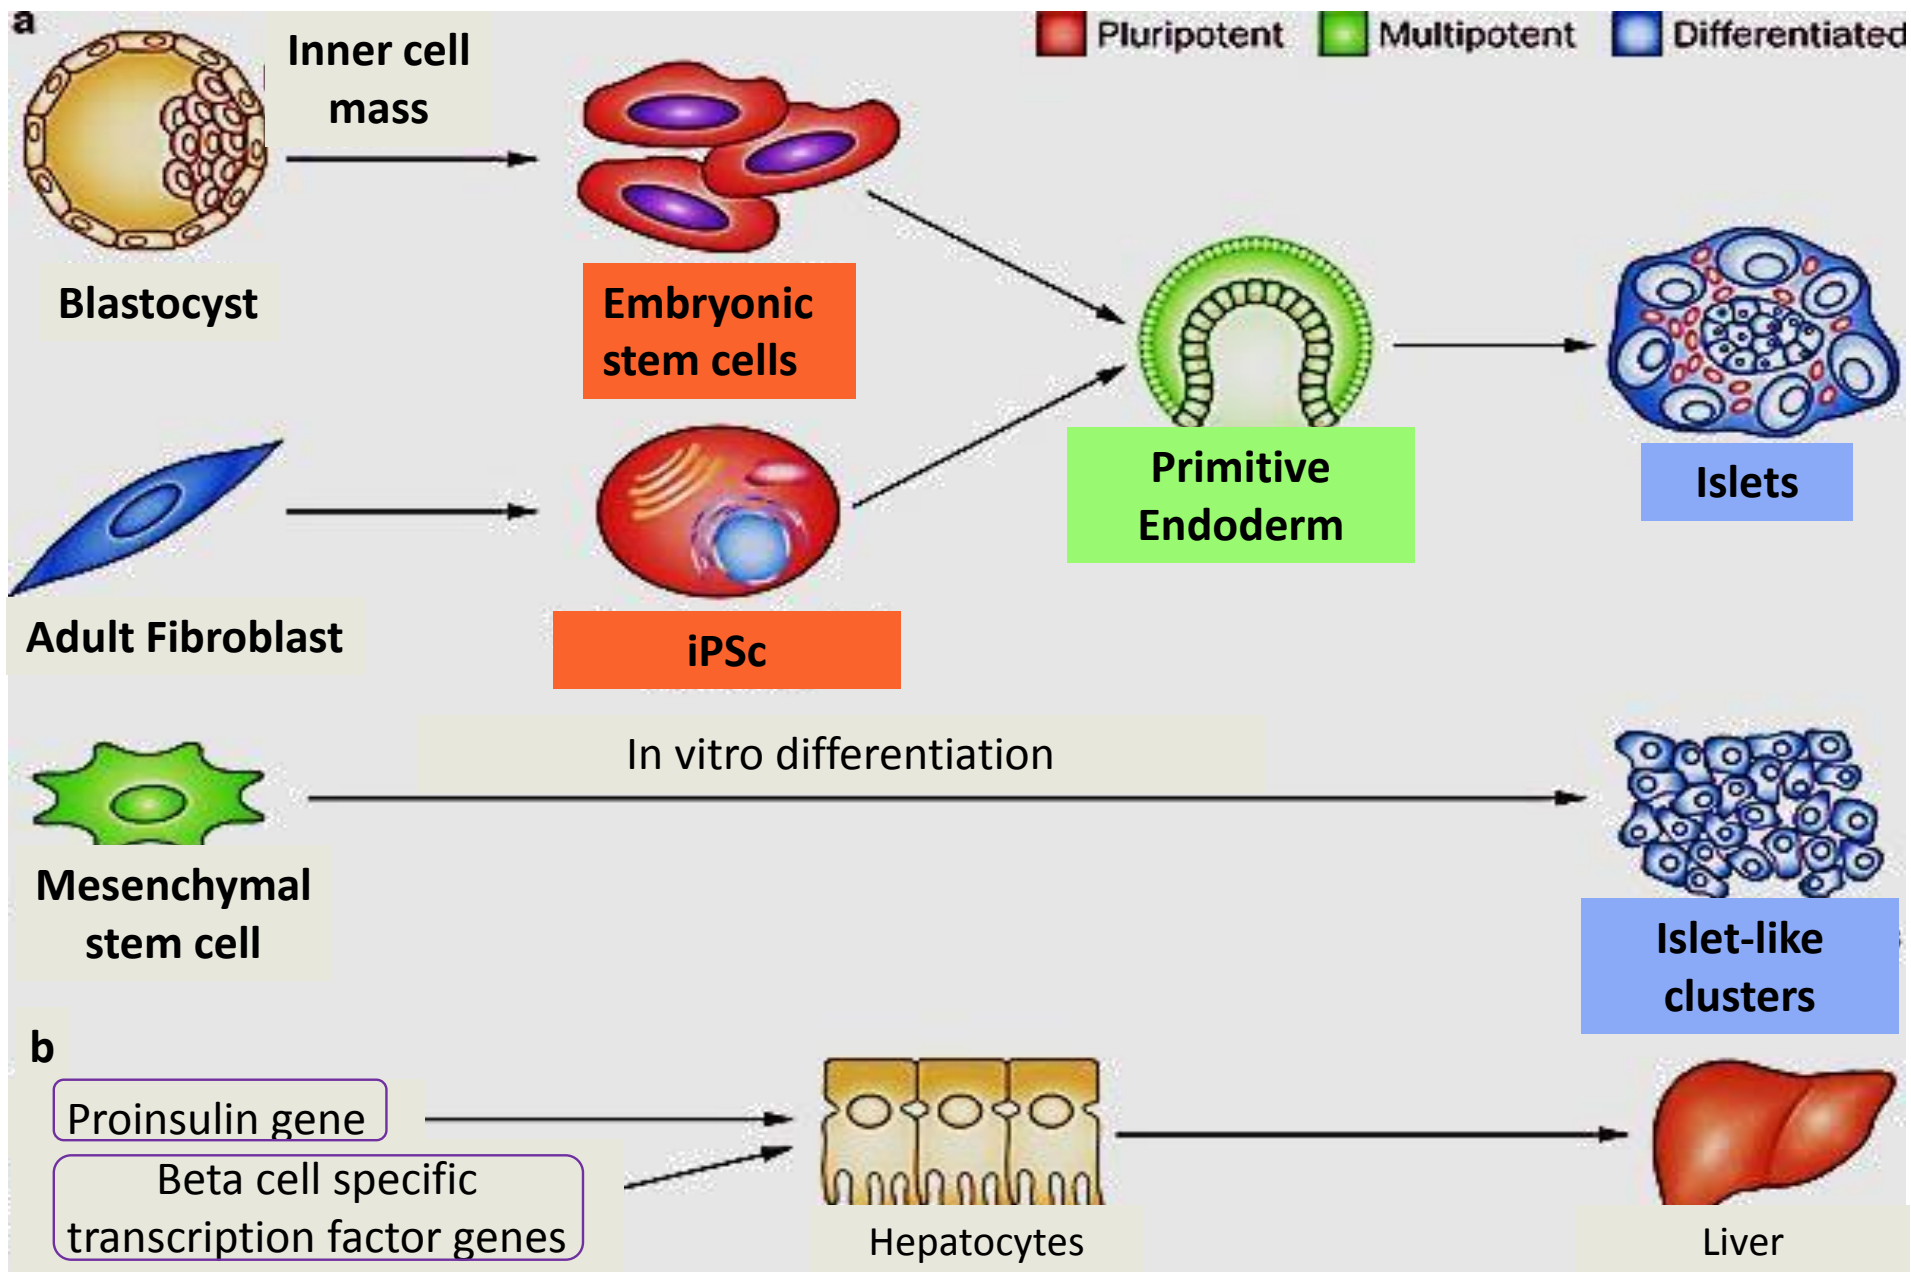 a
Inner cell
mass
Pluripotent
Multipotent
Differentiated
Blastocyst
Embryonic
stem cells
Primitive
Endoderm
Islets
Adult Fibroblast
iPSc
In vitro differentiation
Mesenchymal
stem cell
Islet-like
clusters
b
Proinsulin gene
Beta cell specific
transcription factor genes
Hepatocytes
Liver